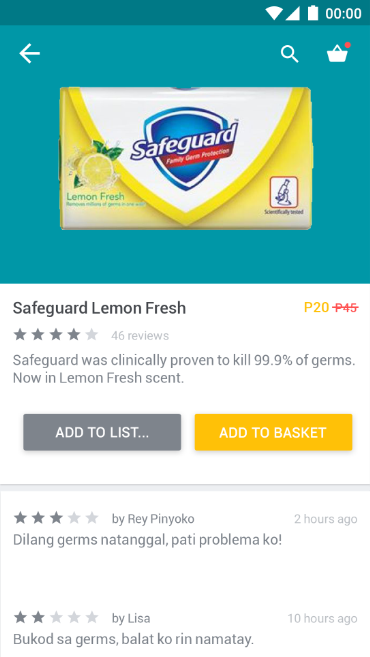 00:00
Safeguard
Family Germ Protection
Lemon Fresh
Removes millions of germs in one wash
Scientifically tested
Safeguard Lemon Fresh
P20 P45
46 reviews
Safeguard was clinically proven to kill 99.9% of germs.
Now in Lemon Fresh scent.
ADD TO LIST...
ADD TO BASKET
by Rey Pinyoko
2 hours ago
Dilang germs natanggal, pati problema ko!
by Lisa
10 hours ago
Bukod sa germs, balat ko rin namatay.